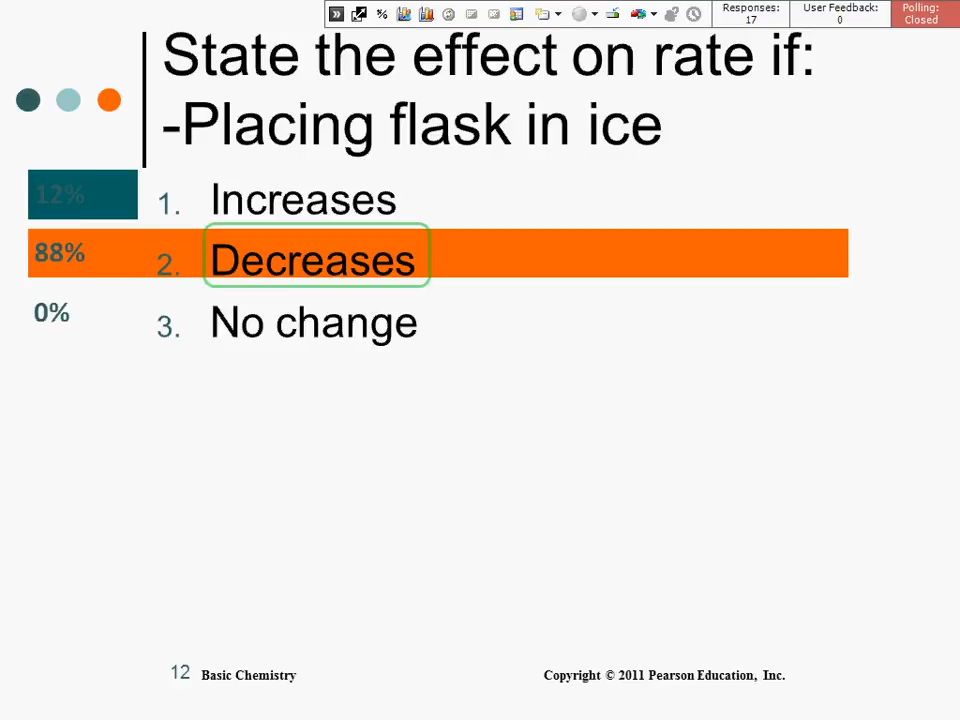 Responses: User Feedback: Polling:
17 0 Closed
State the effect on rate if:
-Placing flask in ice
12% 1. Increases
88% 2. Decreases
0% 3. No change
12 Basic Chemistry Copyright © 2011 Pearson Education, Inc.